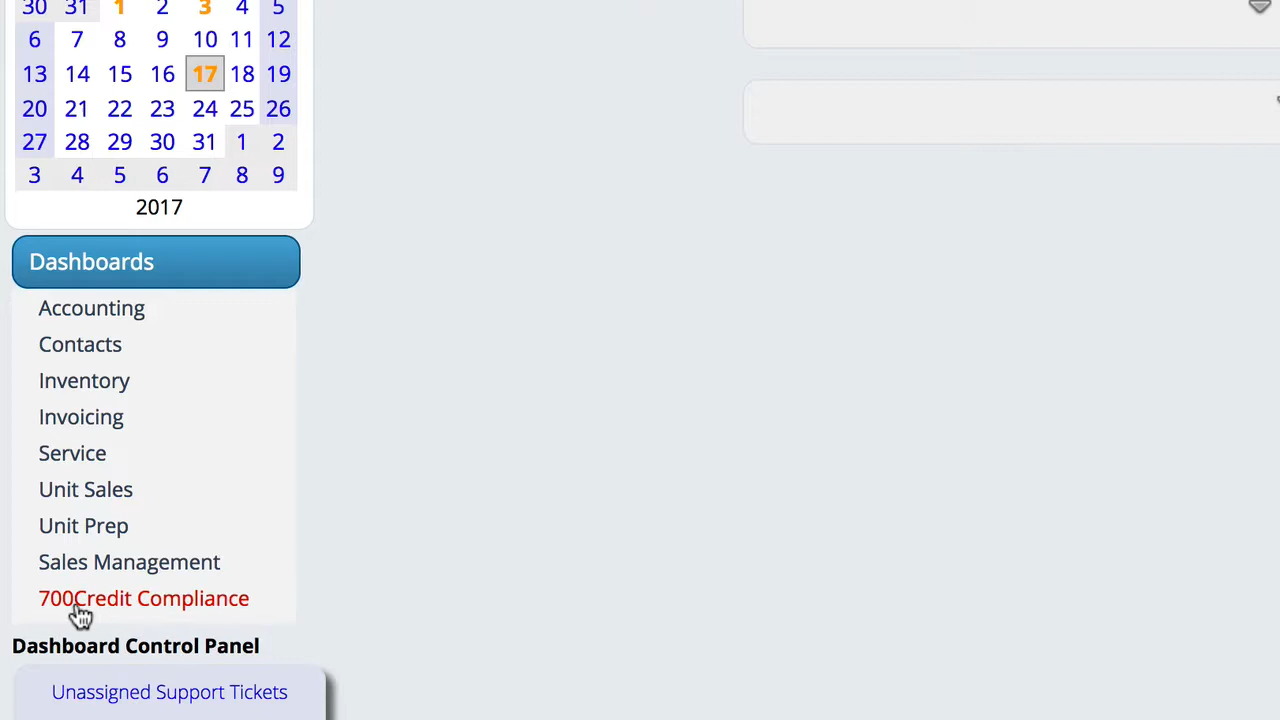 30 31 1 2 3 4 5
6 7 8 9 10 11 12
13 14 15 16 17 18 19
20 21 22 23 24 25 26
27 28 29 30 31 1 2
3 4 5 6 7 8 9
2017
Dashboards
Accounting
Contacts
Inventory
Invoicing
Service
Unit Sales
Unit Prep
Sales Management
700Credit Compliance
Dashboard Control Panel
Unassigned Support Tickets